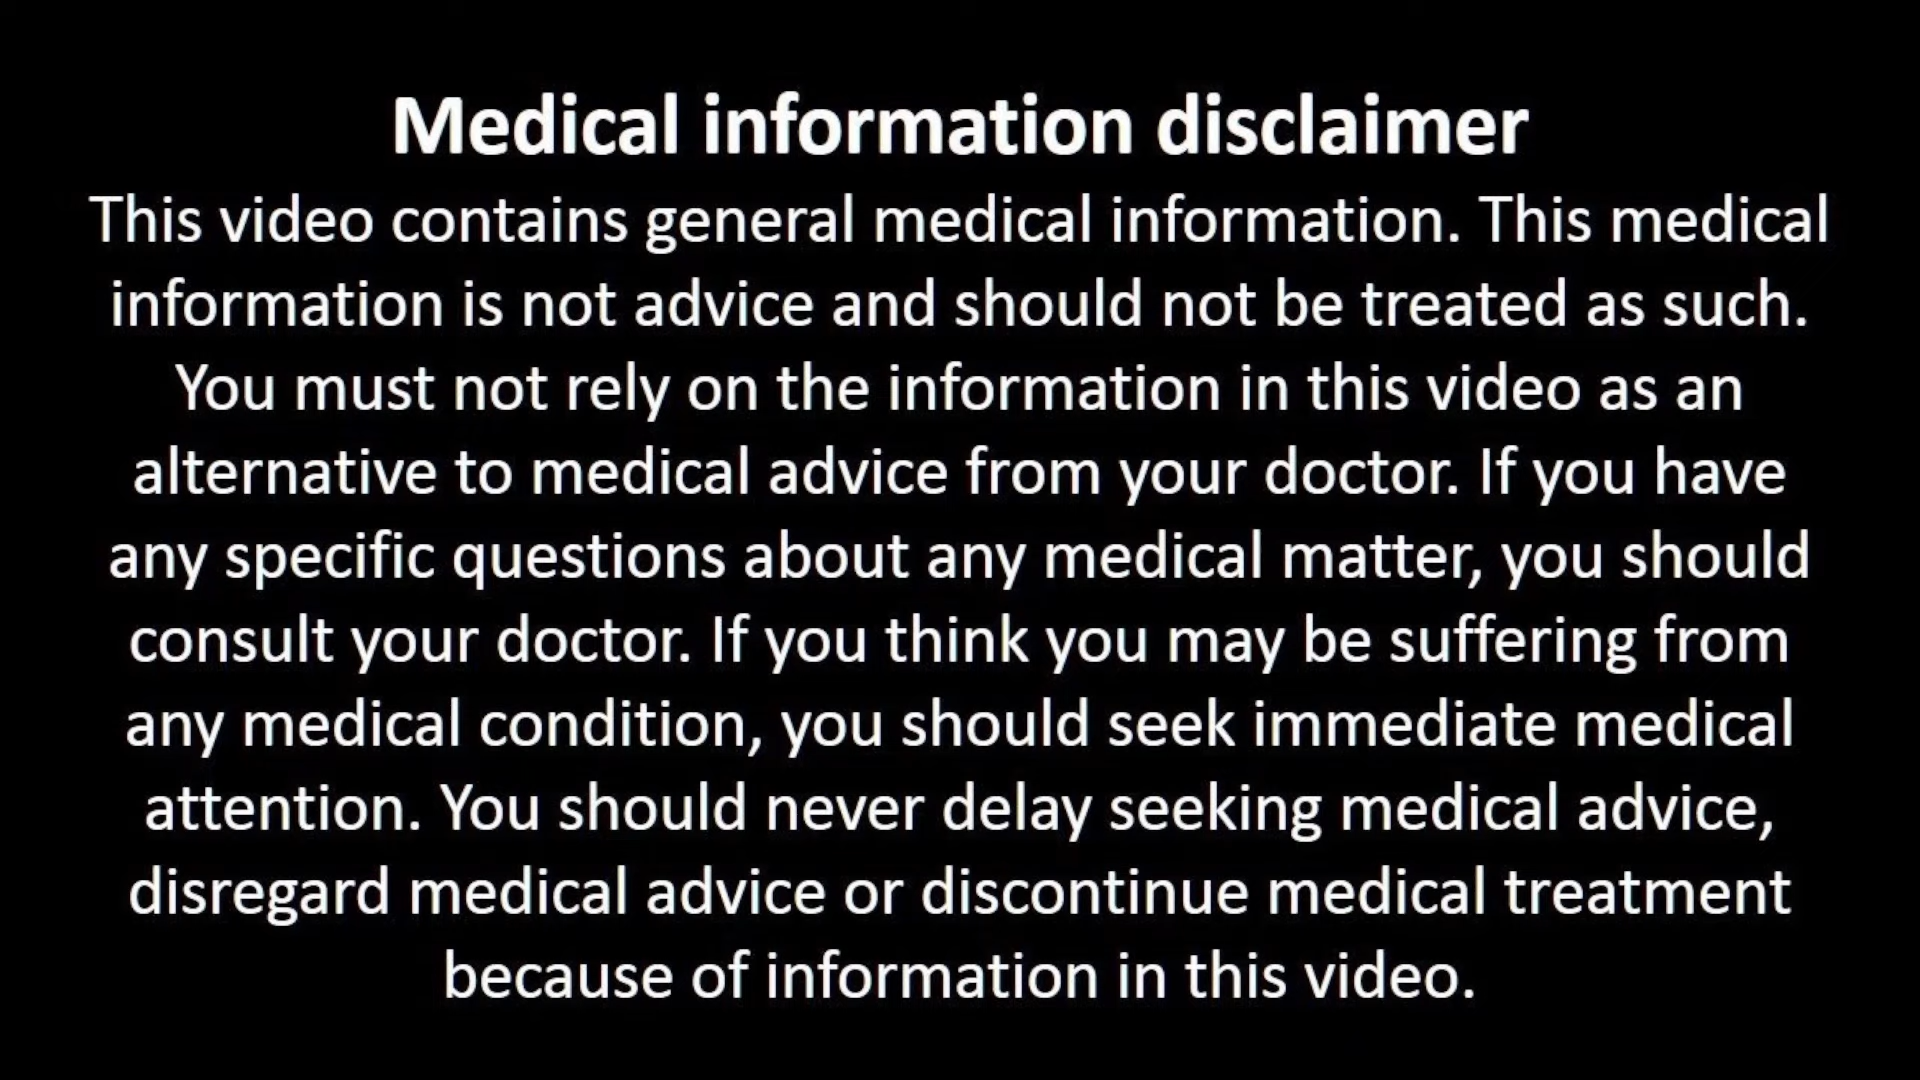 Medical information disclaimer
This video contains general medical information. This medical
information is not advice and should not be treated as such.
You must not rely on the information in this video as an
alternative to medical advice from your doctor. If you have
any specific questions about any medical matter, you should
consult your doctor. If you think you may be suffering from
any medical condition, you should seek immediate medical
attention. You should never delay seeking medical advice,
disregard medical advice or discontinue medical treatment
because of information in this video.